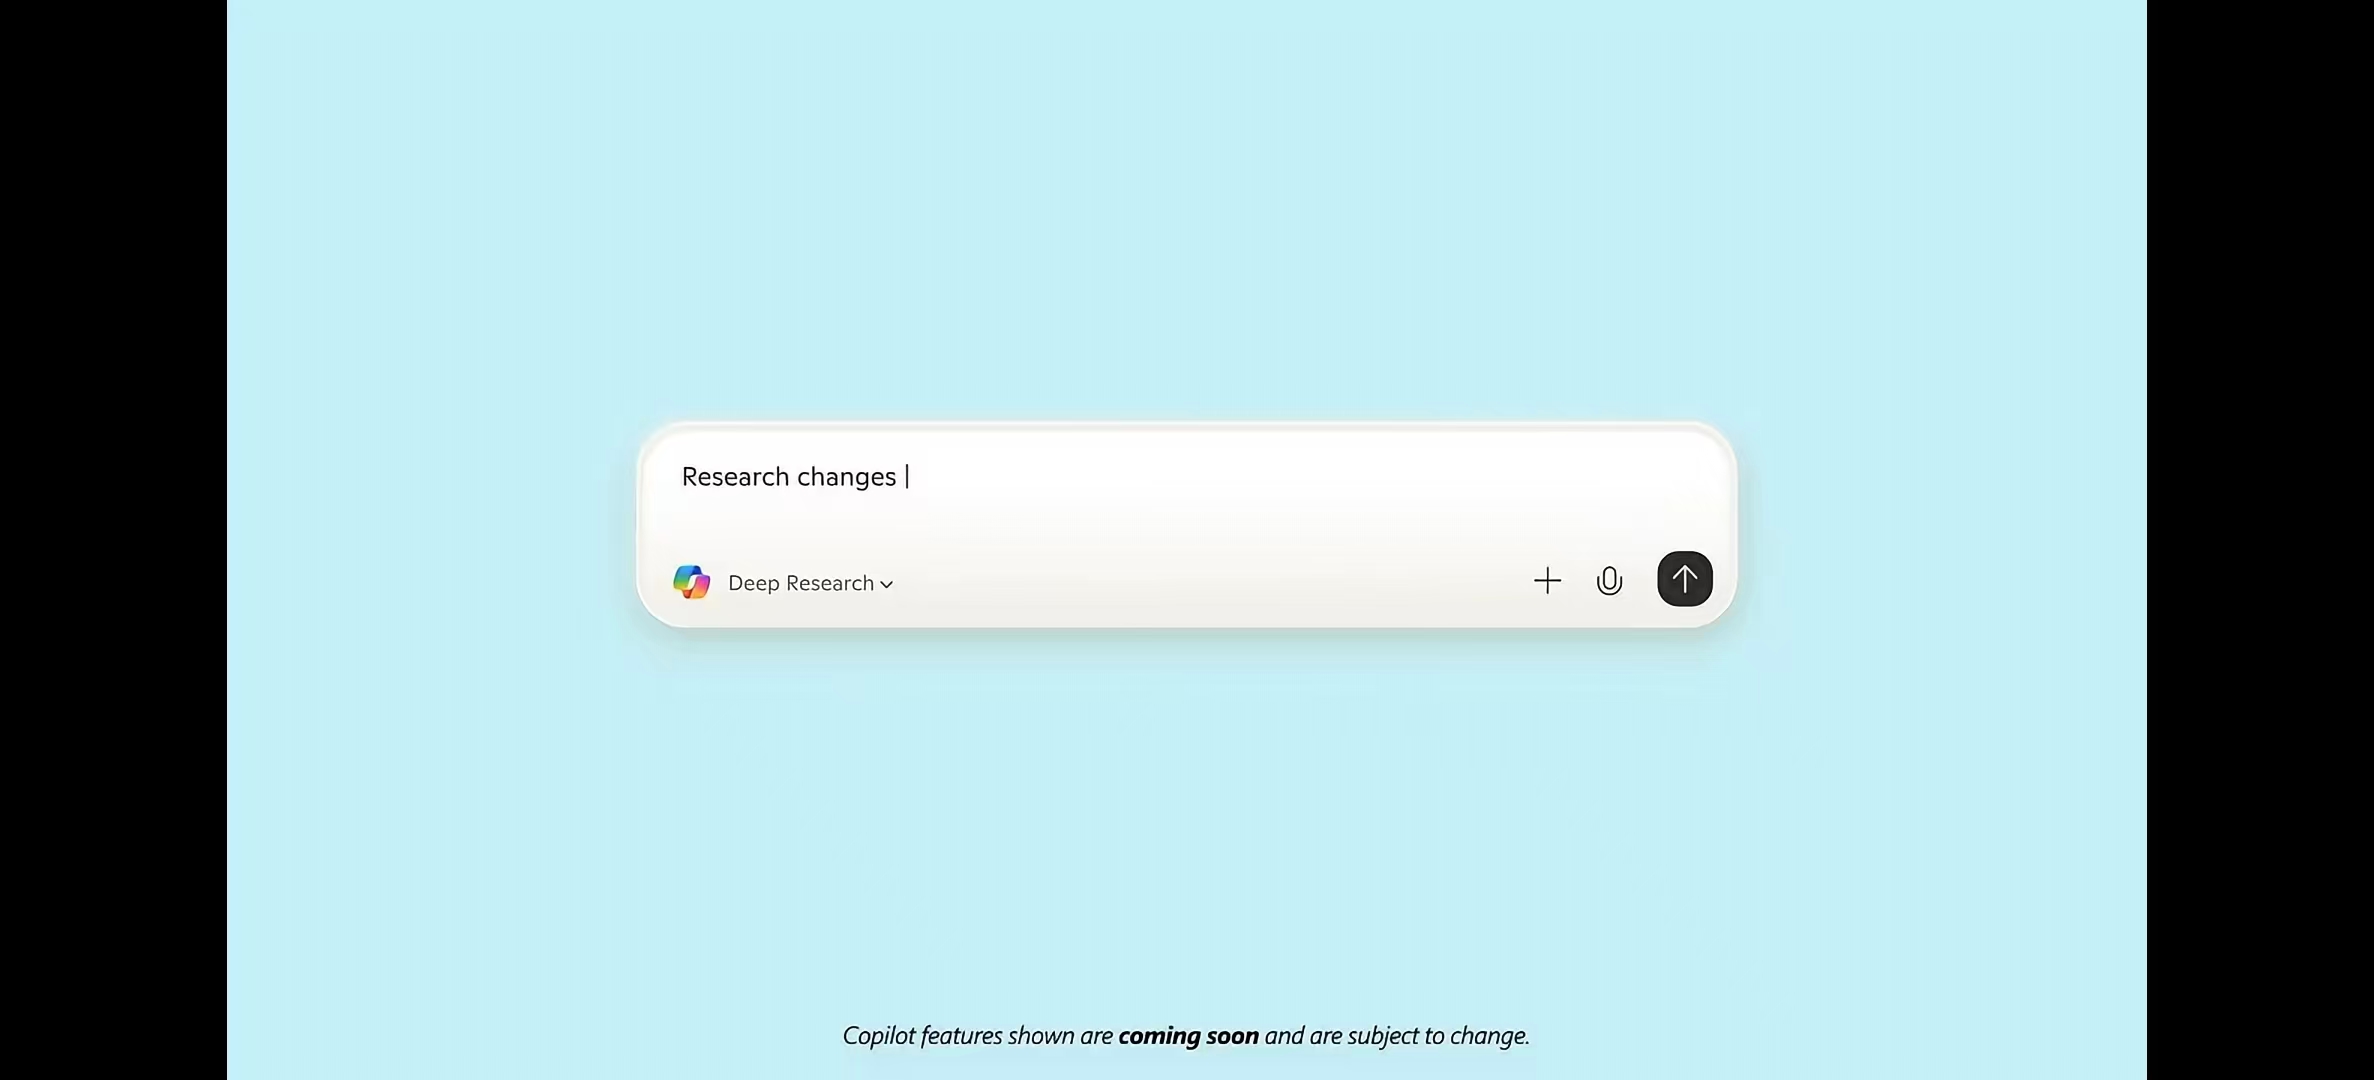 Research changes
Deep Research
Copilot features shown are coming soon and are subject to change.